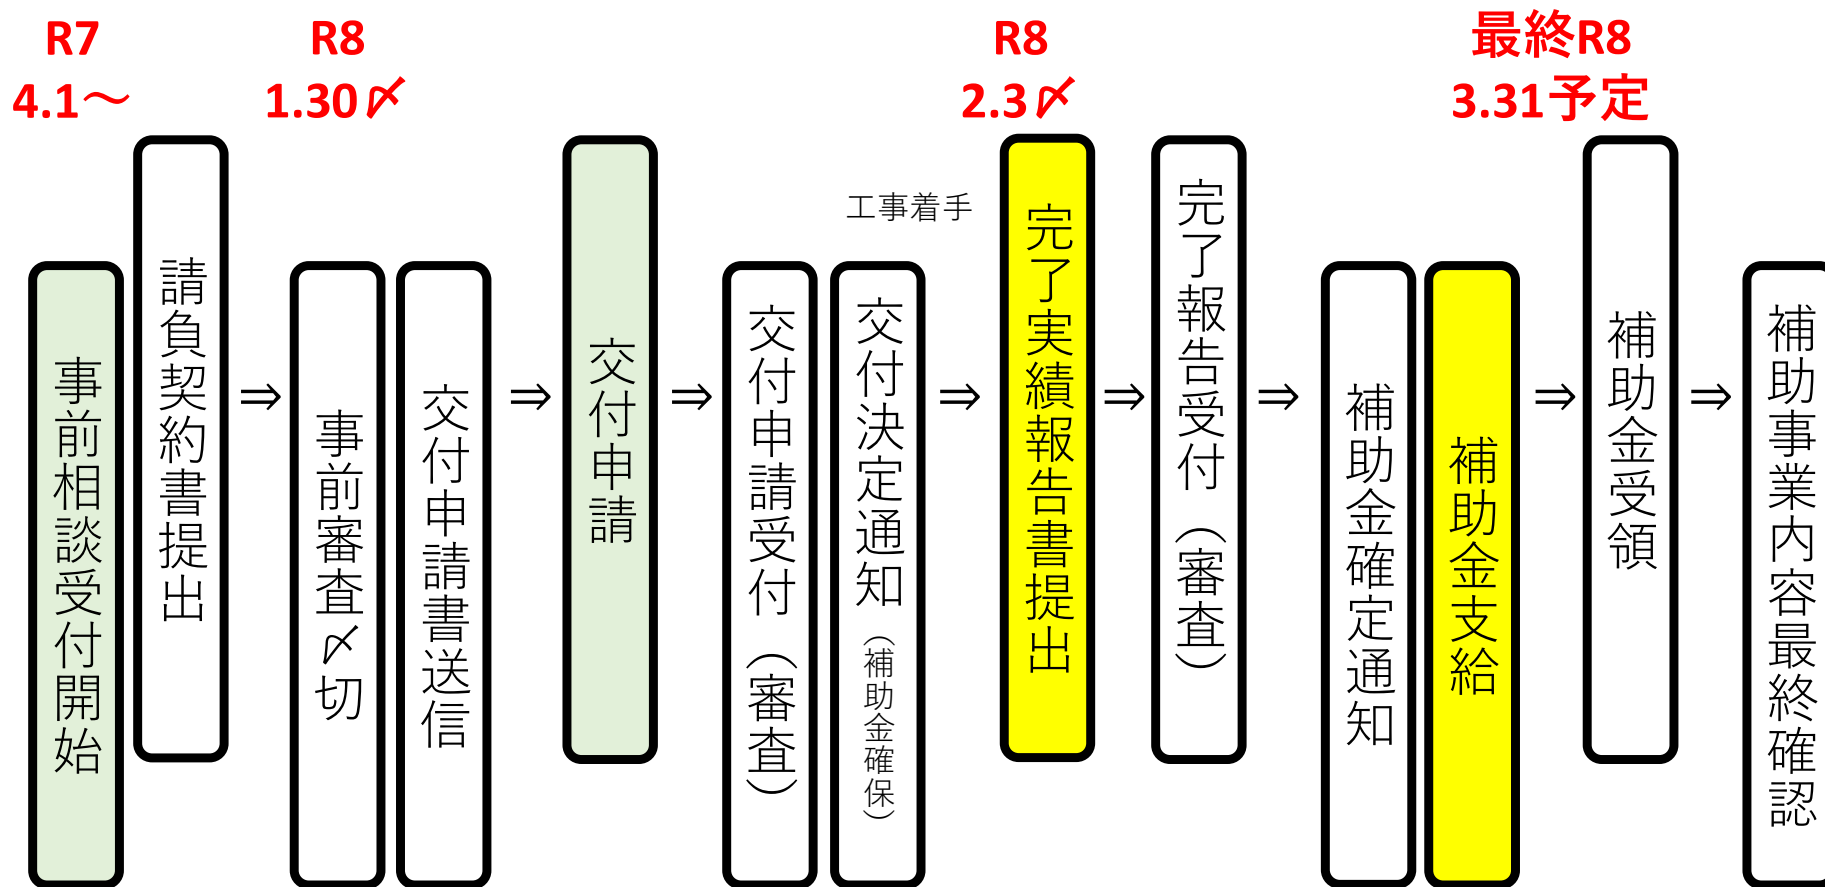 R7
4.1～
R8
1.30〆
R8
2.3〆
最終R8
3.31予定
事前相談受付開始
請負契約書提出
⇒
事前審査〆切
交付申請書送信
⇒
交付申請
⇒
交付申請受付（審査）
交付決定通知（補助金確保）
工事着手
⇒
完了実績報告書提出
⇒
完了報告受付（審査）
⇒
補助金確定通知
補助金支給
⇒
補助金受領
⇒
補助事業内容最終確認